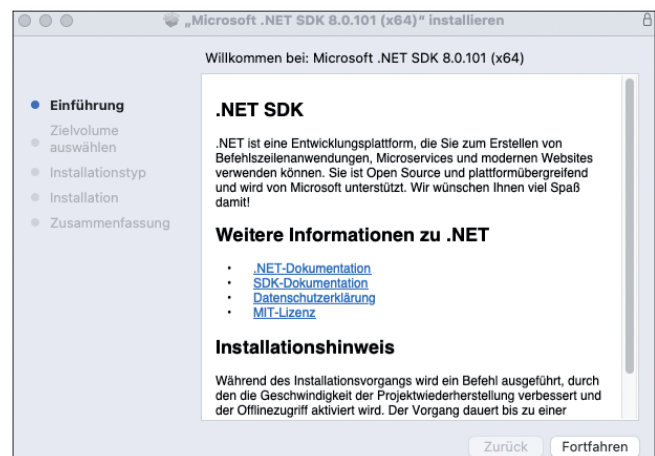 „Microsoft .NET SDK 8.0.101 (x64)“ installieren
Willkommen bei: Microsoft .NET SDK 8.0.101 (x64)
Einführung
Zielvolume
auswählen
Installationstyp
Installation
Zusammenfassung
.NET SDK
.NET ist eine Entwicklungsplattform, die Sie zum Erstellen von
Befehlszeilenanwendungen, Microservices und modernen Websites
verwenden können. Sie ist Open Source und plattformübergreifend
und wird von Microsoft unterstützt. Wir wünschen Ihnen viel Spaß
damit!
Weitere Informationen zu .NET
• .NET-Dokumentation
• SDK-Dokumentation
• Datenschutzerklärung
• MIT-Lizenz
Installationshinweis
Während des Installationsvorgangs wird ein Befehl ausgeführt, durch
den die Geschwindigkeit der Projektwiederherstellung verbessert und
der Offlinezugriff aktiviert wird. Der Vorgang dauert bis zu einer
Zurück
Fortfahren